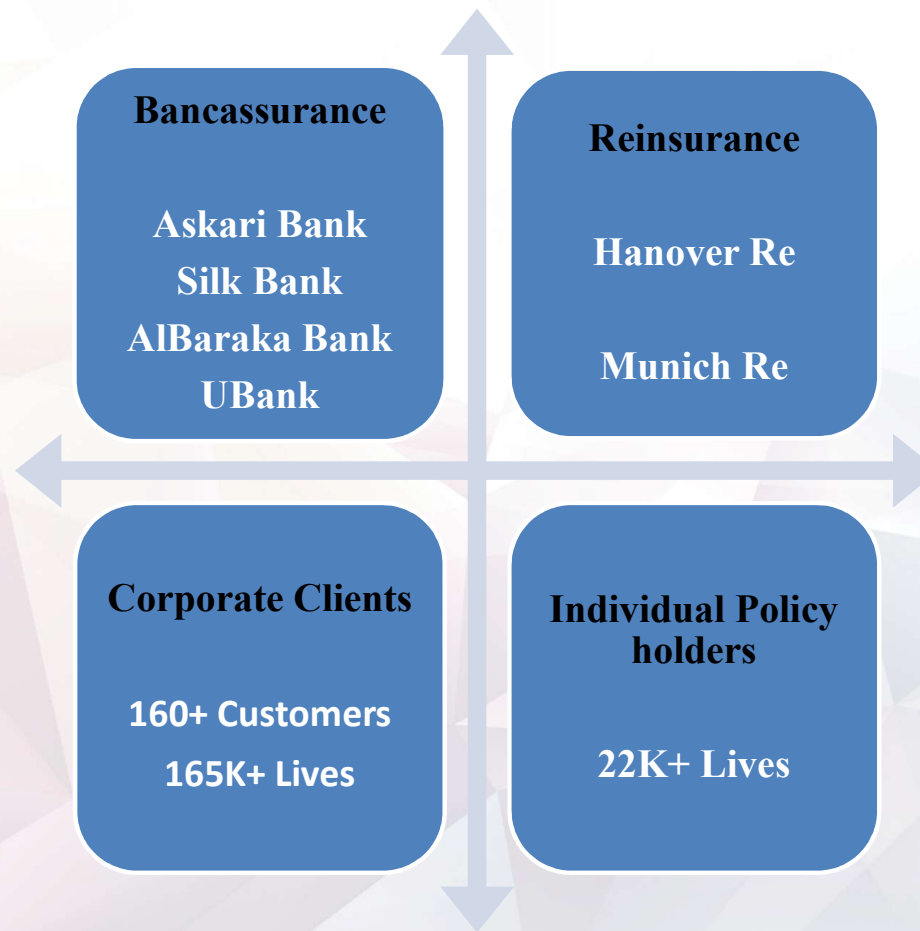 Bancassurance
Askari Bank
Silk Bank
AlBaraka Bank
UBank
Reinsurance
Hanover Re
Munich Re
Corporate Clients
160+ Customers
165K+ Lives
Individual Policy
holders
22K+ Lives